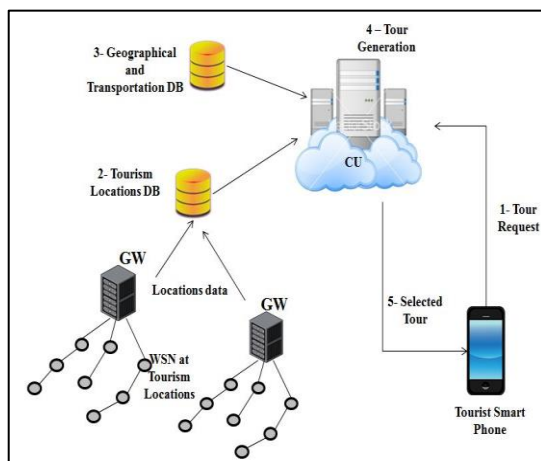 4 – Tour
Generation
3- Geographical
and
Transportation DB
CU
2- Tourism
Locations DB
1- Tour
Request
GW
Locations data
GW
5- Selected
Tour
WSN at
Tourism
Locations
Tourist Smart
Phone